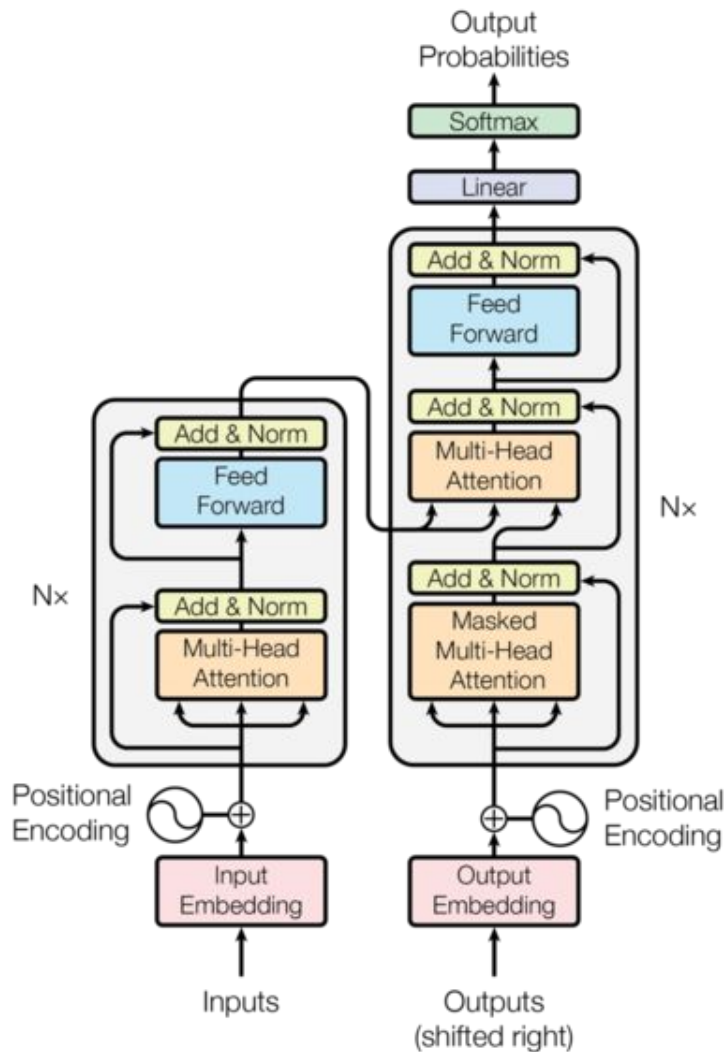 Output
Probabilities
Softmax
Linear
Add & Norm
Feed
Forward
Add & Norm
Multi-Head
Attention
N×
Add & Norm
Masked
Multi-Head
Attention
Add & Norm
Feed
Forward
N×
Add & Norm
Multi-Head
Attention
Positional
Encoding
Positional
Encoding
Input
Embedding
Output
Embedding
Inputs
Outputs
(shifted right)